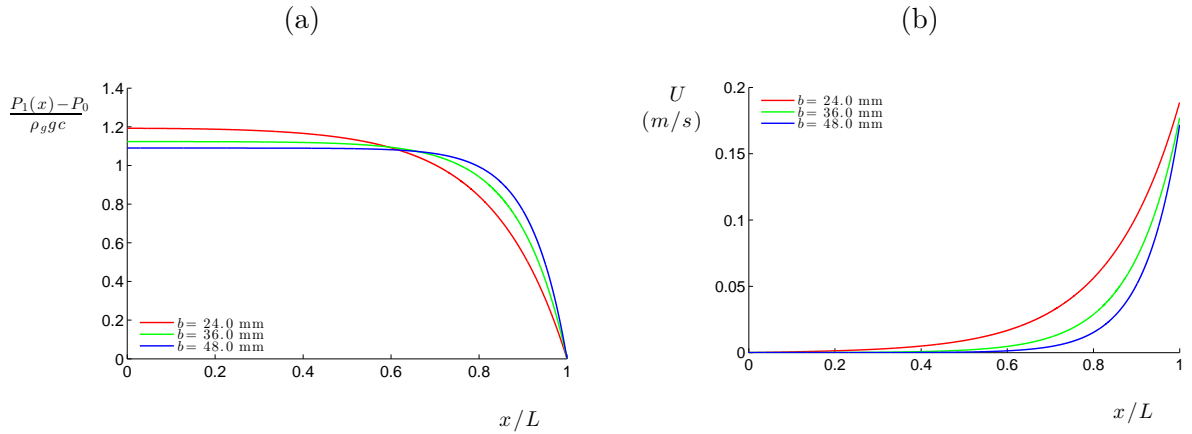 (a)
P₁(x)−P₀
ρ_g g c
1.4
1.2
1
0.8
0.6
0.4
0.2
0
b= 24.0 mm
b= 36.0 mm
b= 48.0 mm
0 0.2 0.4 0.6 0.8 1
x/L
(b)
U
(m/s)
0.2
0.15
0.1
0.05
0
b= 24.0 mm
b= 36.0 mm
b= 48.0 mm
0 0.2 0.4 0.6 0.8 1
x/L